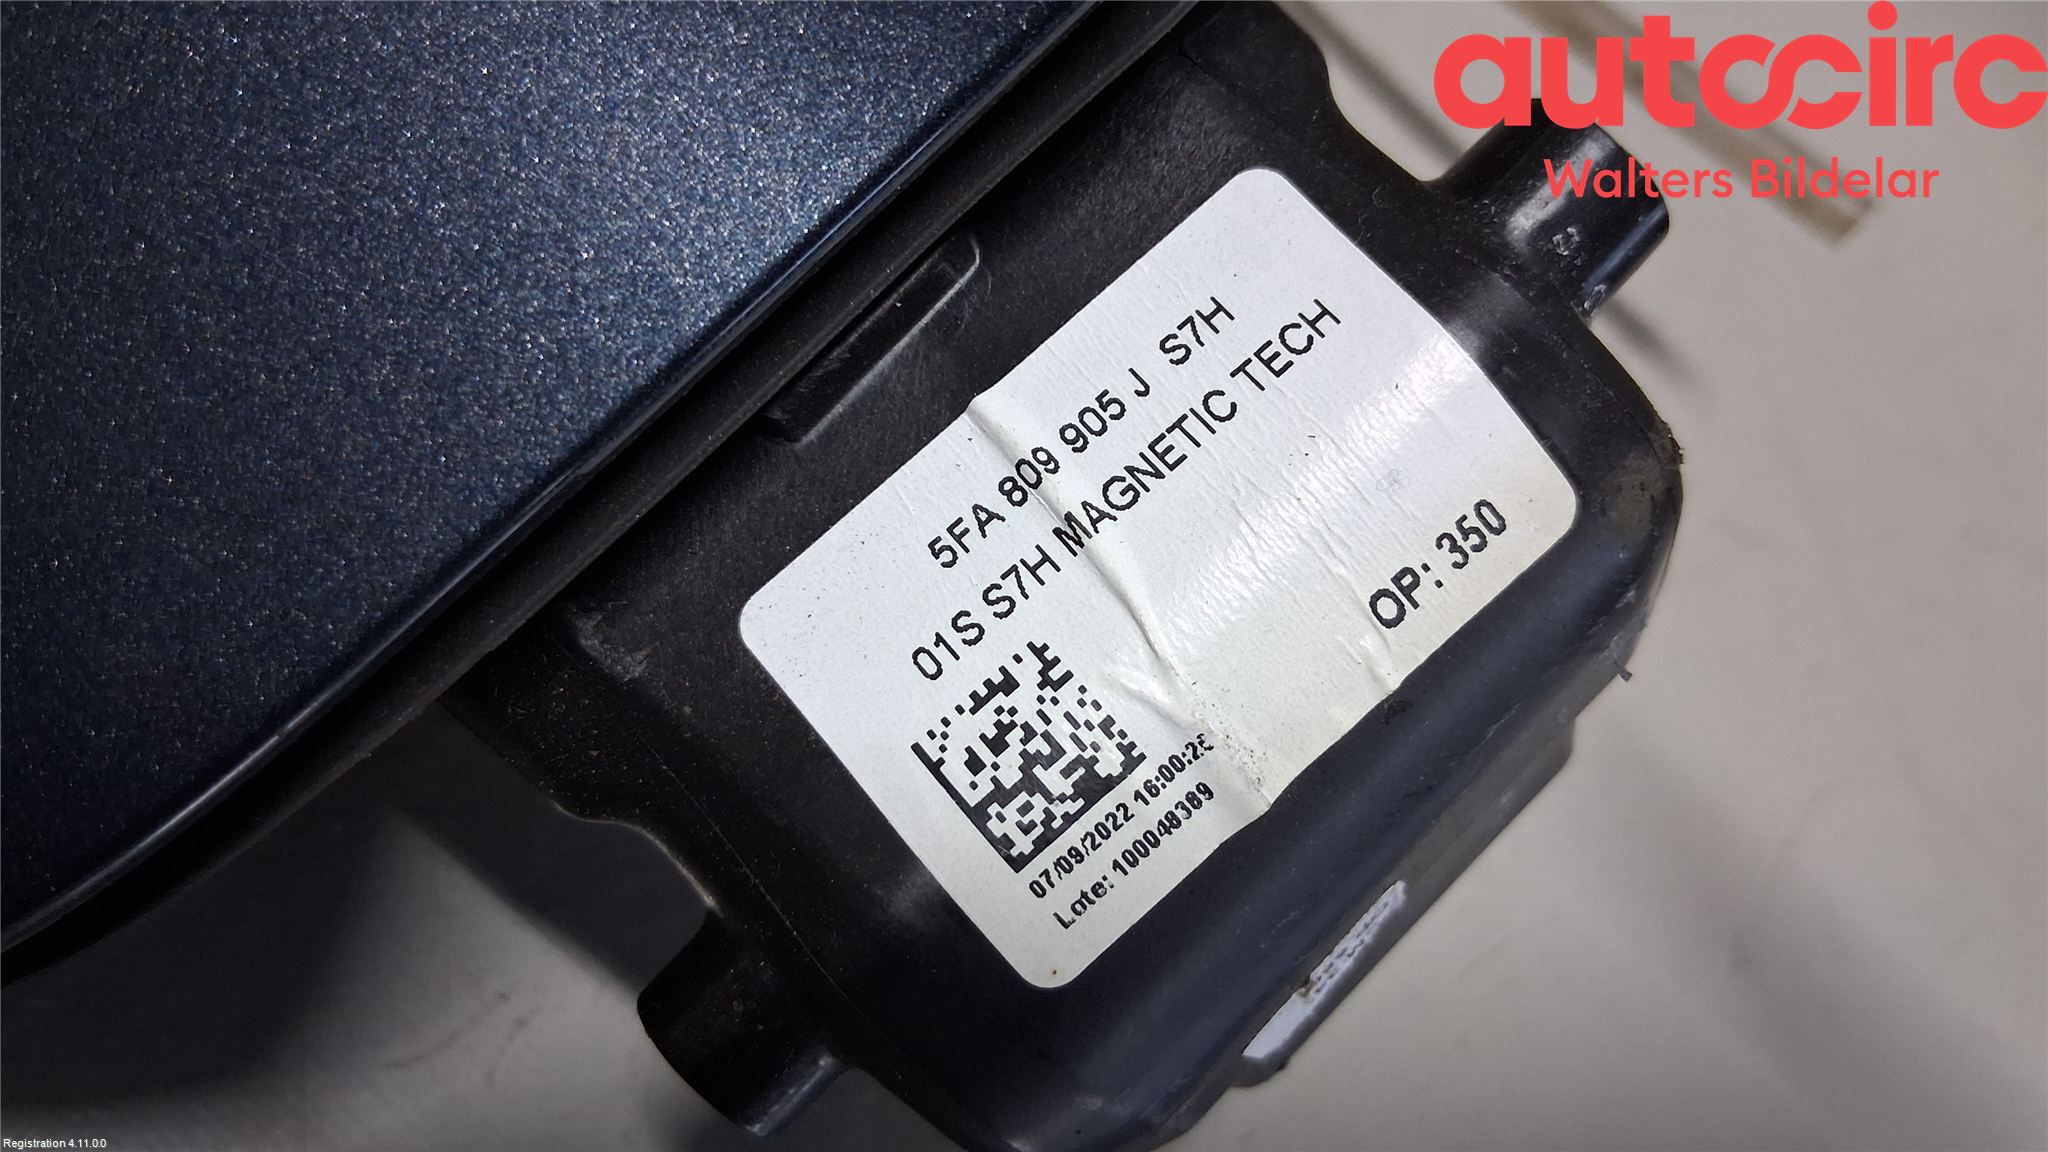 autocirc
Walters Bildelar
5FA 809 905 J S7H
01S S7H MAGNETIC TECH
OP: 350
07/09/2022 16:00:26
Lote: 100048389
Registration 4.11.0.0